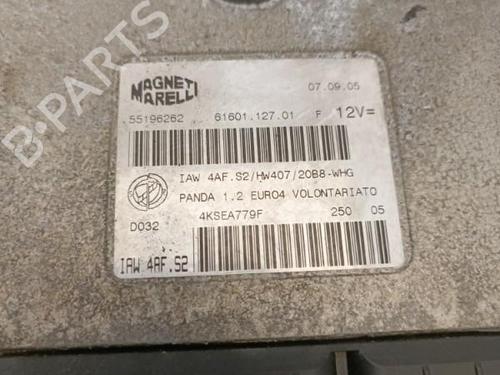 MAGNETI
MARELLI
07.09.05
55196262 61601.127.01 F 12V=
IAW 4AF.S2/HW407/20B8-WHG
PANDA 1.2 EURO4 VOLONTARIATO
D032 4KSEA779F 250 05
IAW 4AF.S2
B-PARTS